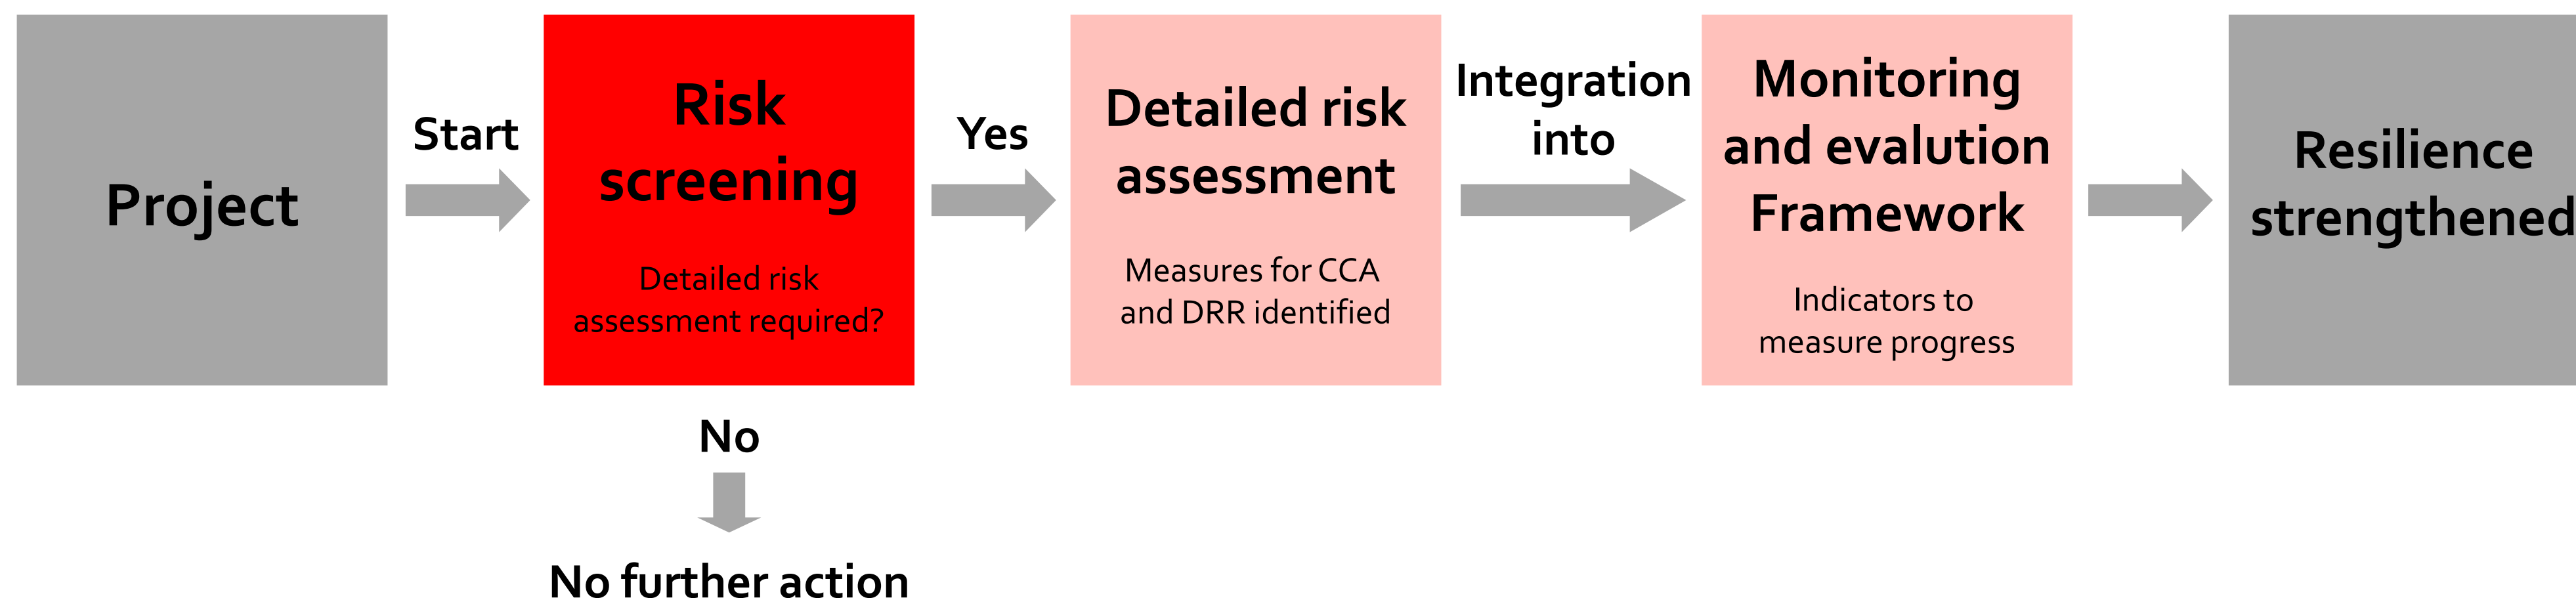 Project
Start
Risk
screening
Detailed risk
assessment required?
No
No further action
Yes
Detailed risk
assessment
Measures for CCA
and DRR identified
Integration
into
Monitoring
and evalution
Framework
Indicators to
measure progress
Resilience
strengthened